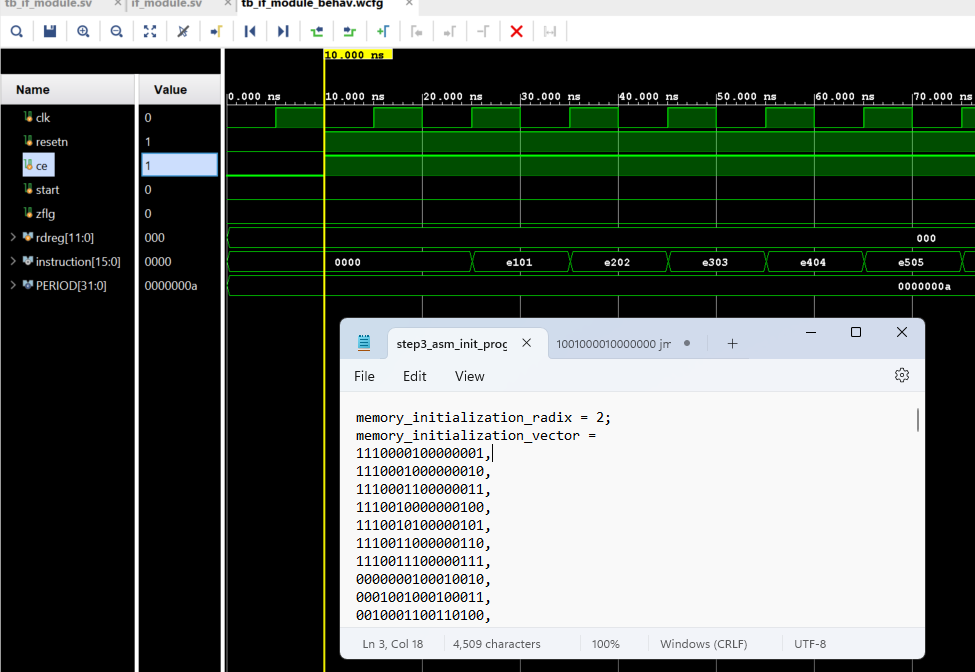 tb_if_module.sv × if_module.sv × tb_if_module_behav.wcfg ×
10.000 ns
Name Value
0.000 ns 10.000 ns 20.000 ns 30.000 ns 40.000 ns 50.000 ns 60.000 ns 70.000 ns
clk 0
resetn 1
ce 1
start 0
zflg 0
rdreg[11:0] 000 000
instruction[15:0] 0000 0000 e101 e202 e303 e404 e505
PERIOD[31:0] 0000000a 0000000a
step3_asm_init_prog 1001000010000000 jm
File Edit View
memory_initialization_radix = 2;
memory_initialization_vector =
1110000100000001,
1110001000000010,
1110001100000011,
1110010000000100,
1110010100000101,
1110011000000110,
1110011100000111,
0000000100010010,
0001001000100011,
0010001100110100,
Ln 3, Col 18 4,509 characters 100% Windows (CRLF) UTF-8